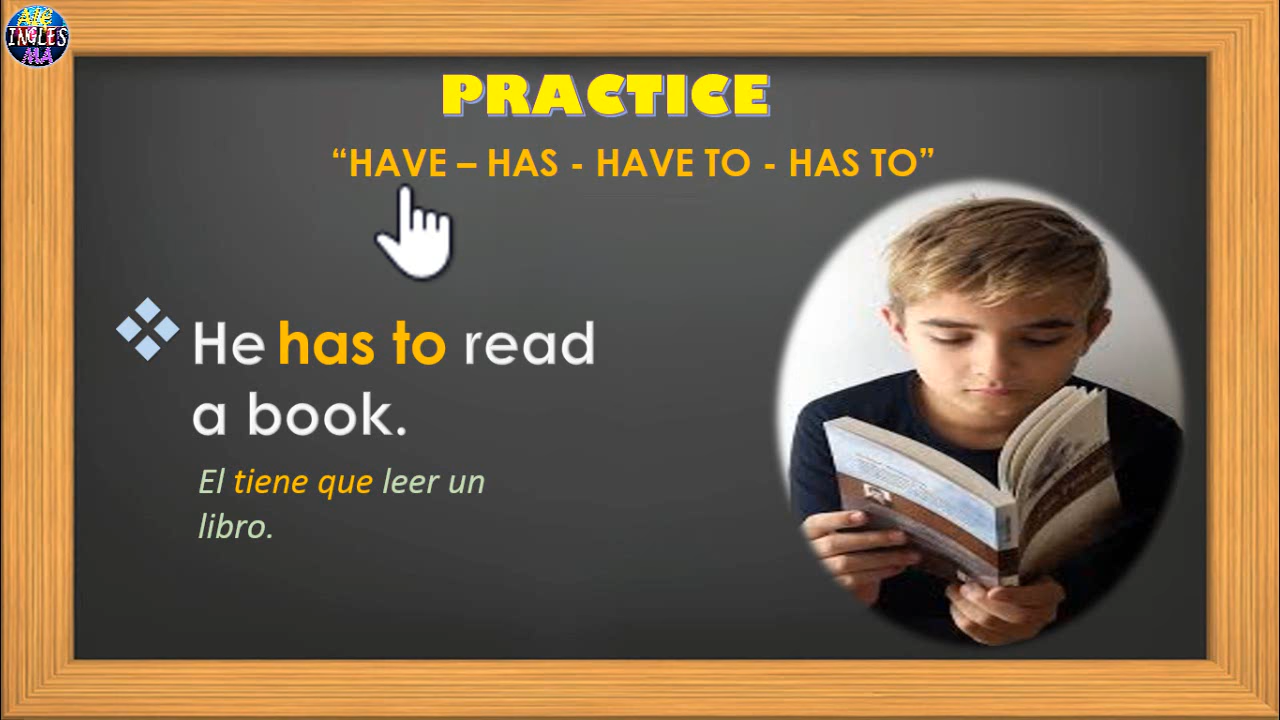 INGLES
PRACTICE
“HAVE – HAS - HAVE TO - HAS TO”
He has to read
a book.
El tiene que leer un
libro.